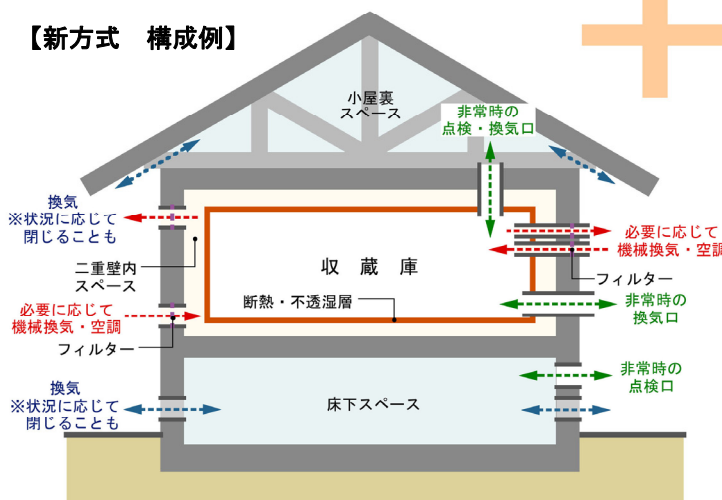 【新方式　構成例】
小屋裏
スペース
非常時の
点検・換気口
換気
※状況に応じて
閉じることも
二重壁内
スペース
必要に応じて
機械換気・空調
フィルター
収　蔵　庫
断熱・不透湿層
必要に応じて
機械換気・空調
フィルター
非常時の
換気口
非常時の
点検口
換気
※状況に応じて
閉じることも
床下スペース